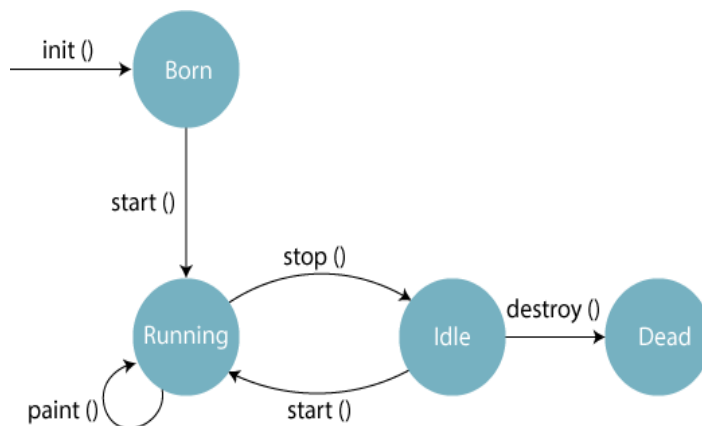 init ()
Born
start ()
stop ()
Running
Idle
destroy ()
Dead
paint ()
start ()